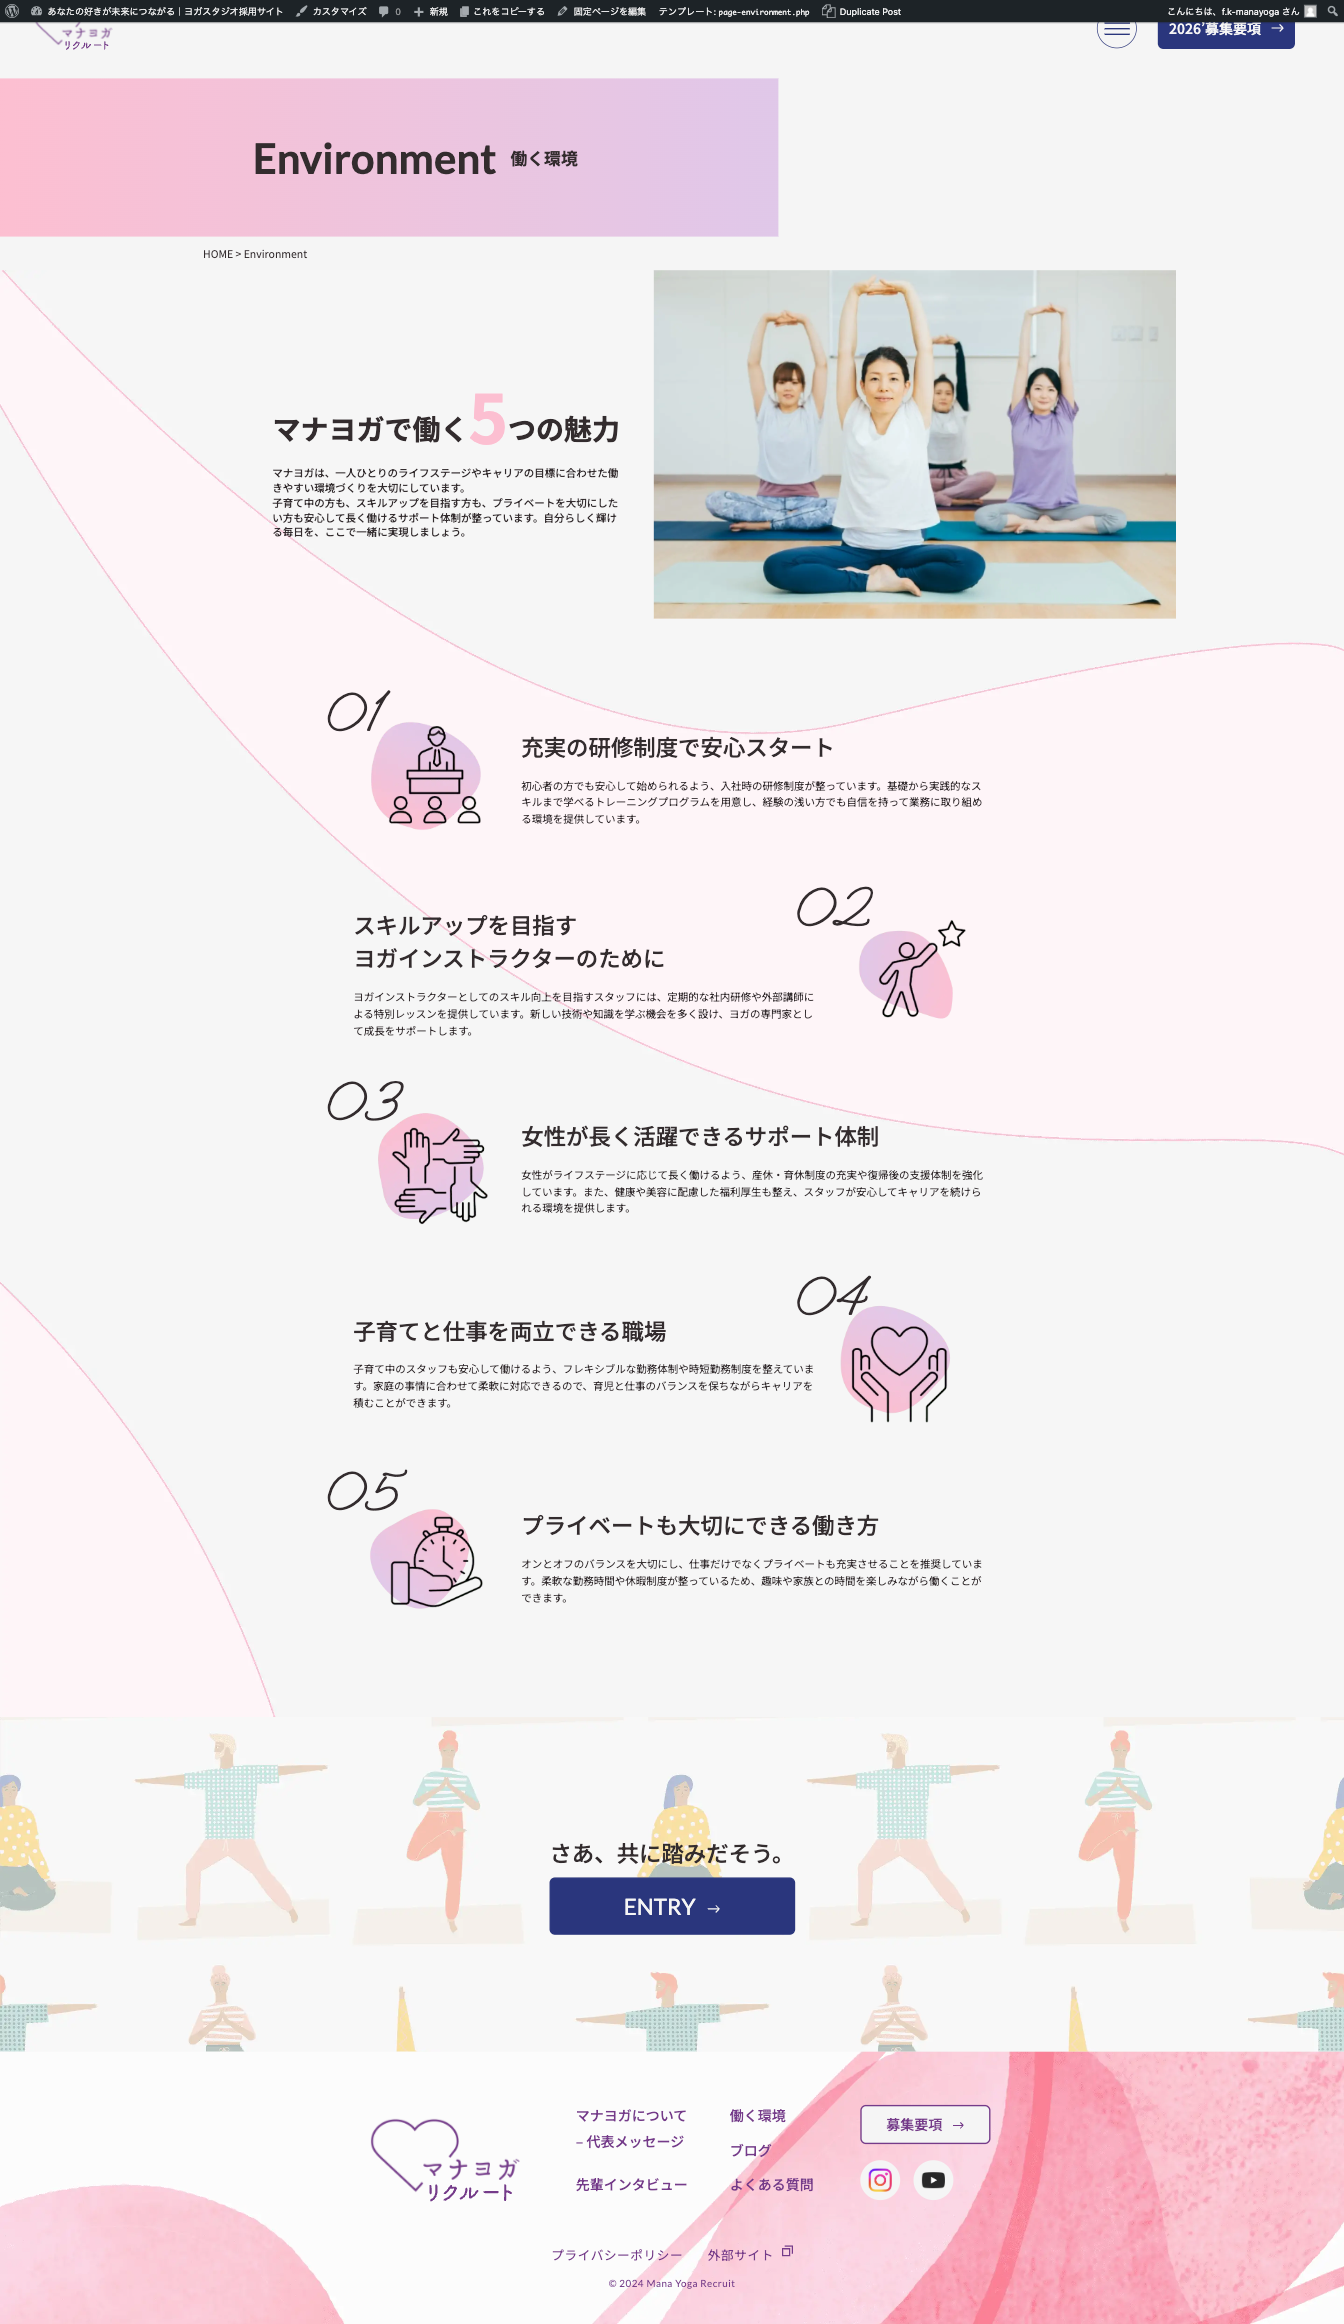 あなたの好きが未来につながる｜ヨガスタジオ採用サイト カスタマイズ 0 新規 これをコピーする 固定ページを編集 テンプレート: page-environment.php Duplicate Post こんにちは、f.k-manayoga さん
マナヨガ
リクルート
2026'募集要項 →
Environment 働く環境
HOME > Environment
マナヨガで働く5つの魅力
マナヨガは、一人ひとりのライフステージやキャリアの目標に合わせた働
きやすい環境づくりを大切にしています。
子育て中の方も、スキルアップを目指す方も、プライベートを大切にした
い方も安心して長く働けるサポート体制が整っています。自分らしく輝け
る毎日を、ここで一緒に実現しましょう。
01
充実の研修制度で安心スタート
初心者の方でも安心して始められるよう、入社時の研修制度が整っています。基礎から実践的なス
キルまで学べるトレーニングプログラムを用意し、経験の浅い方でも自信を持って業務に取り組め
る環境を提供しています。
02
スキルアップを目指す
ヨガインストラクターのために
ヨガインストラクターとしてのスキル向上を目指すスタッフには、定期的な社内研修や外部講師に
よる特別レッスンを提供しています。新しい技術や知識を学ぶ機会を多く設け、ヨガの専門家とし
て成長をサポートします。
03
女性が長く活躍できるサポート体制
女性がライフステージに応じて長く働けるよう、産休・育休制度の充実や復帰後の支援体制を強化
しています。また、健康や美容に配慮した福利厚生も整え、スタッフが安心してキャリアを続けら
れる環境を提供します。
04
子育てと仕事を両立できる職場
子育て中のスタッフも安心して働けるよう、フレキシブルな勤務体制や時短勤務制度を整えていま
す。家庭の事情に合わせて柔軟に対応できるので、育児と仕事のバランスを保ちながらキャリアを
積むことができます。
05
プライベートも大切にできる働き方
オンとオフのバランスを大切にし、仕事だけでなくプライベートも充実させることを推奨していま
す。柔軟な勤務時間や休暇制度が整っているため、趣味や家族との時間を楽しみながら働くことが
できます。
さあ、共に踏みだそう。
ENTRY →
マナヨガ
リクルート
マナヨガについて
– 代表メッセージ
先輩インタビュー
働く環境
ブログ
よくある質問
募集要項 →
プライバシーポリシー 外部サイト
© 2024 Mana Yoga Recruit